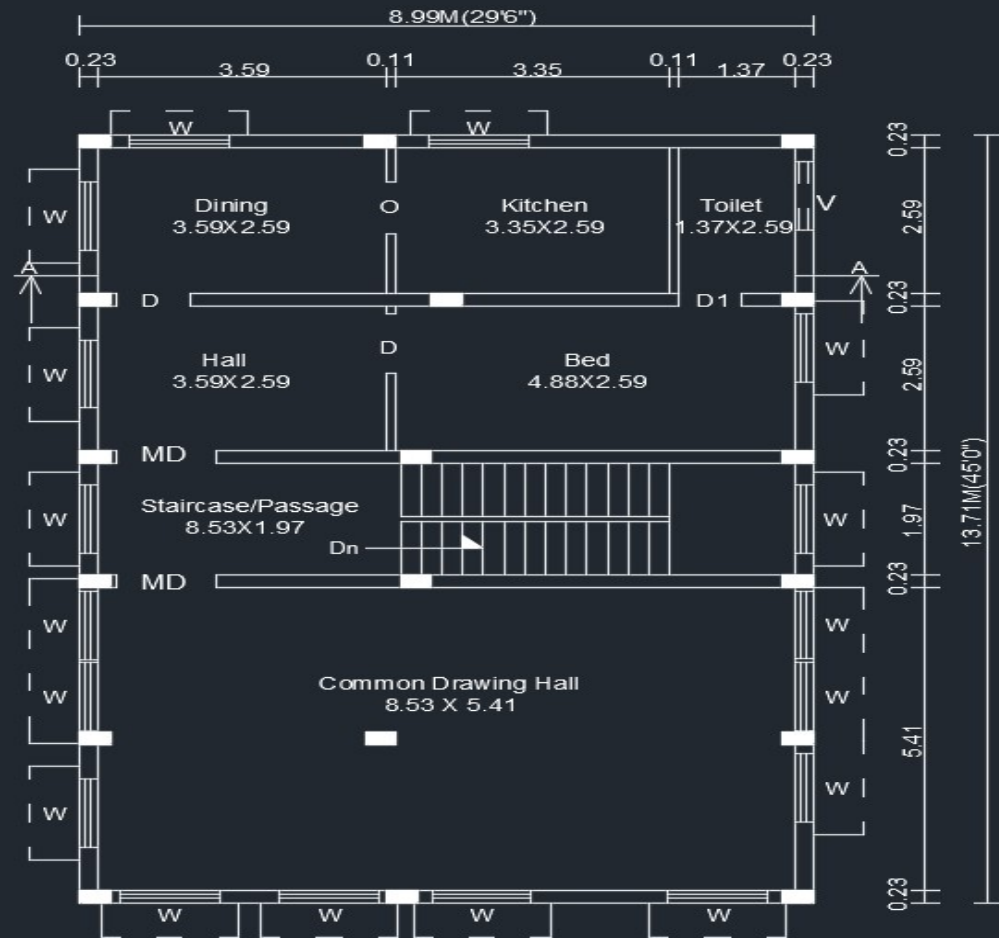 8.99M(29'6")
0.23 3.59 0.11 3.35 0.11 1.37 0.23
W W
0.23
W Dining O Kitchen Toilet V
3.59X2.59 3.35X2.59 1.37X2.59
2.59
A A
D D1
0.23
W Hall D Bed W
3.59X2.59 4.88X2.59
2.59
MD
0.23
W Staircase/Passage W
8.53X1.97
1.97
Dn
13.71M(45'0")
MD
0.23
W W
W Common Drawing Hall W
8.53 X 5.41
5.41
W W
0.23
W W W W